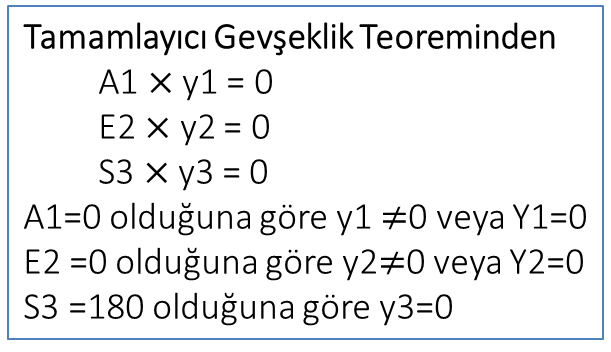 Tamamlayıcı Gevşeklik Teoreminden
A1 × y1 = 0
E2 × y2 = 0
S3 × y3 = 0
A1=0 olduğuna göre y1 ≠0 veya Y1=0
E2 =0 olduğuna göre y2≠0 veya Y2=0
S3 =180 olduğuna göre y3=0